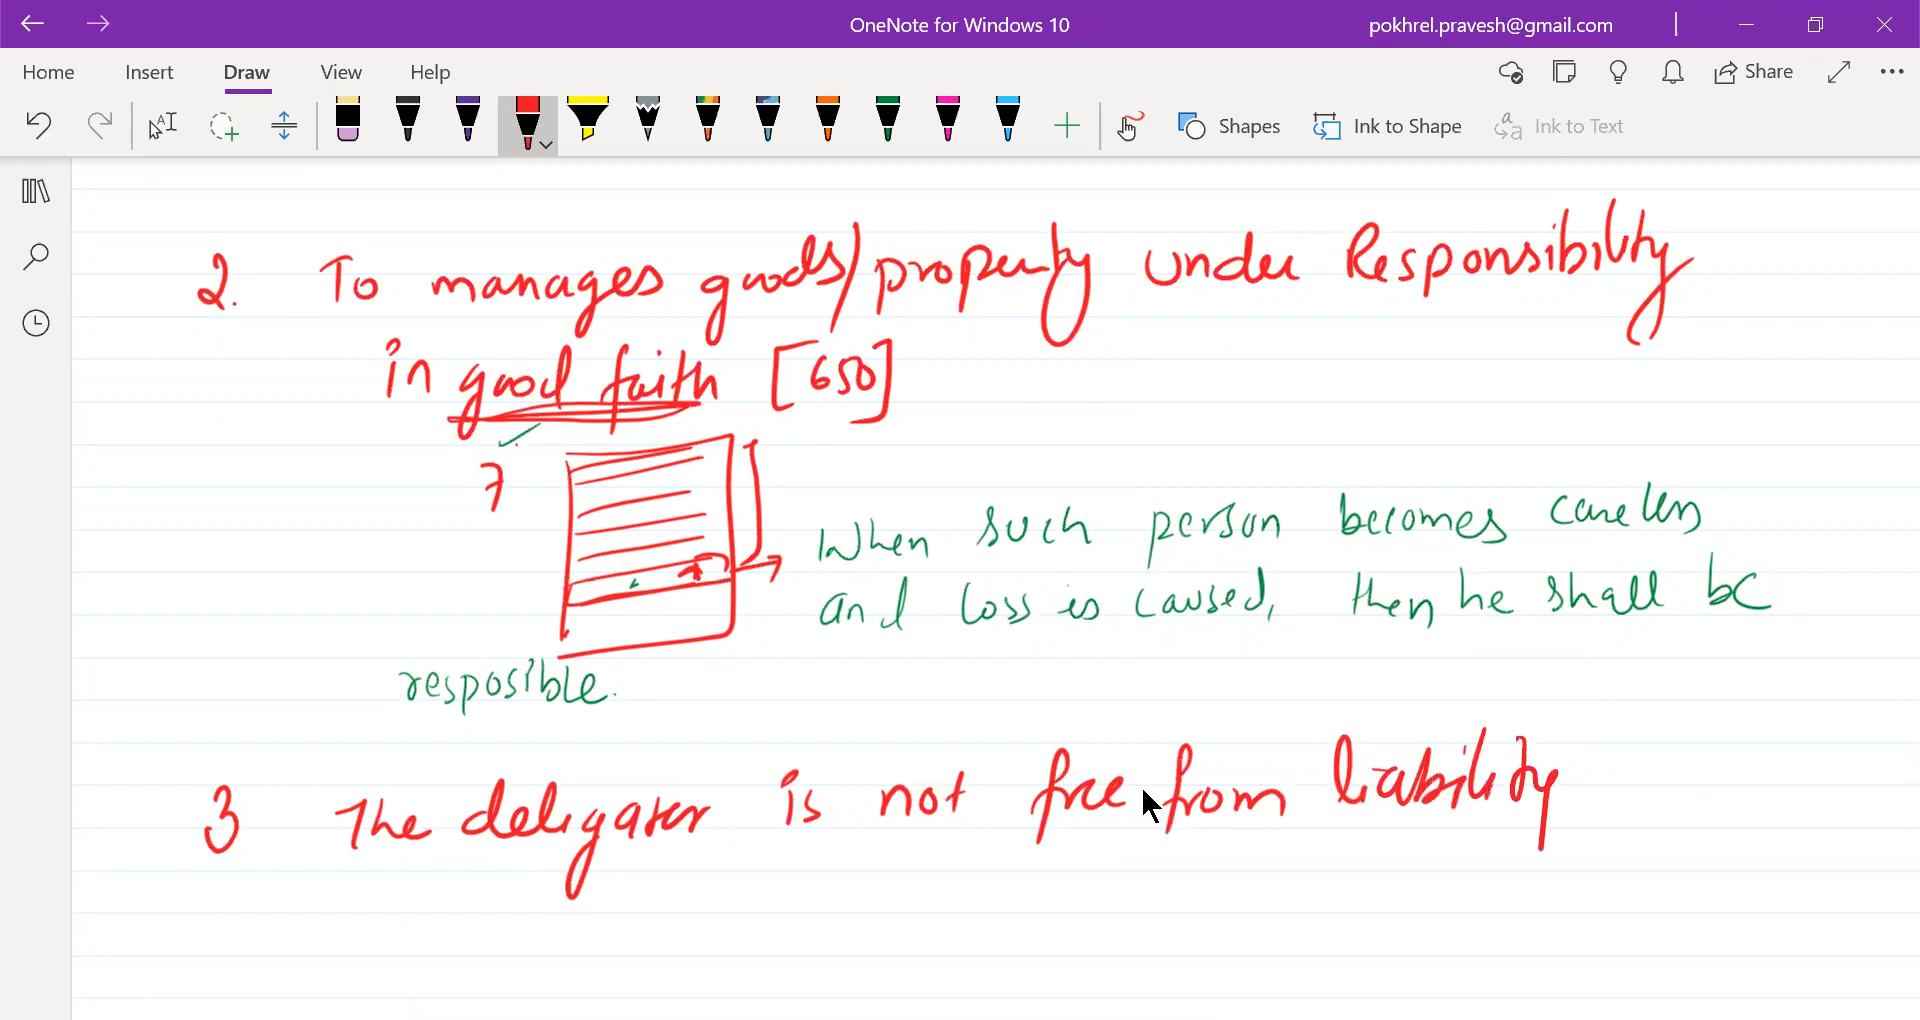 OneNote for Windows 10
pokhrel.pravesh@gmail.com
Home Insert Draw View Help
Share
Shapes Ink to Shape Ink to Text
2. To manages goods/property under Responsibility
in good faith [650]
7
When such person becomes careless
and loss is caused, then he shall be
resposible.
3 The deligater is not free from liability